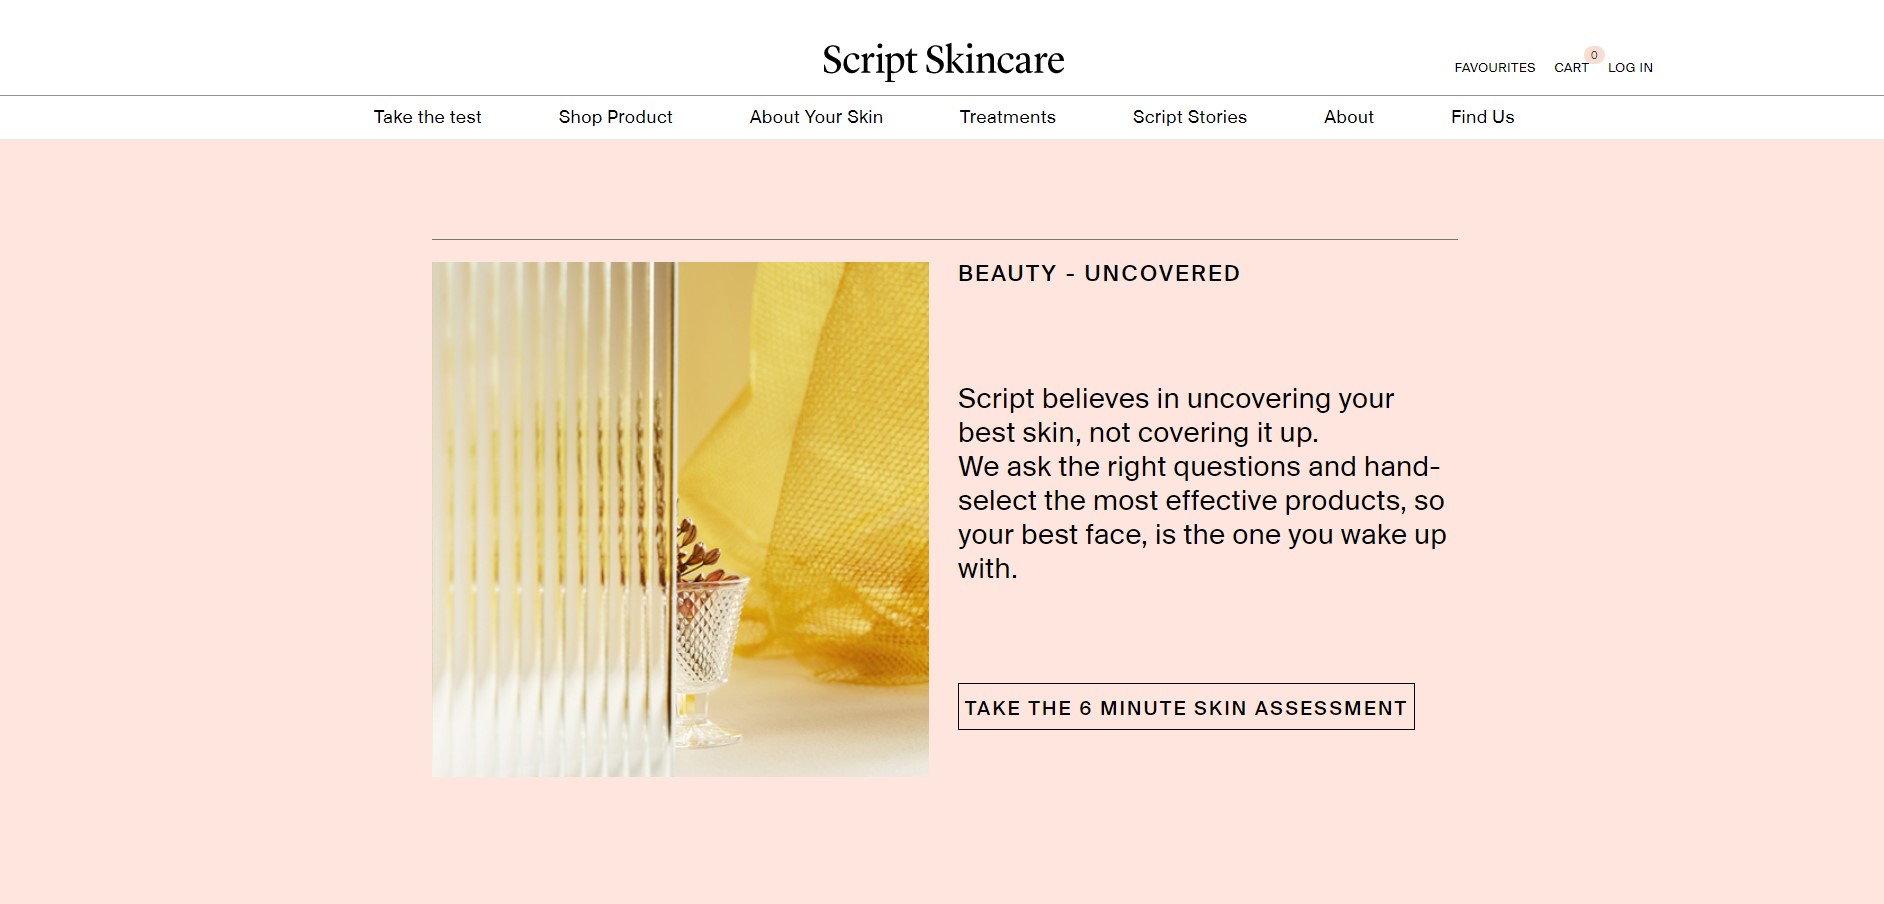 Script Skincare
FAVOURITES
CART
0
LOG IN
Take the test
Shop Product
About Your Skin
Treatments
Script Stories
About
Find Us
BEAUTY - UNCOVERED
Script believes in uncovering your
best skin, not covering it up.
We ask the right questions and hand-
select the most effective products, so
your best face, is the one you wake up
with.
TAKE THE 6 MINUTE SKIN ASSESSMENT